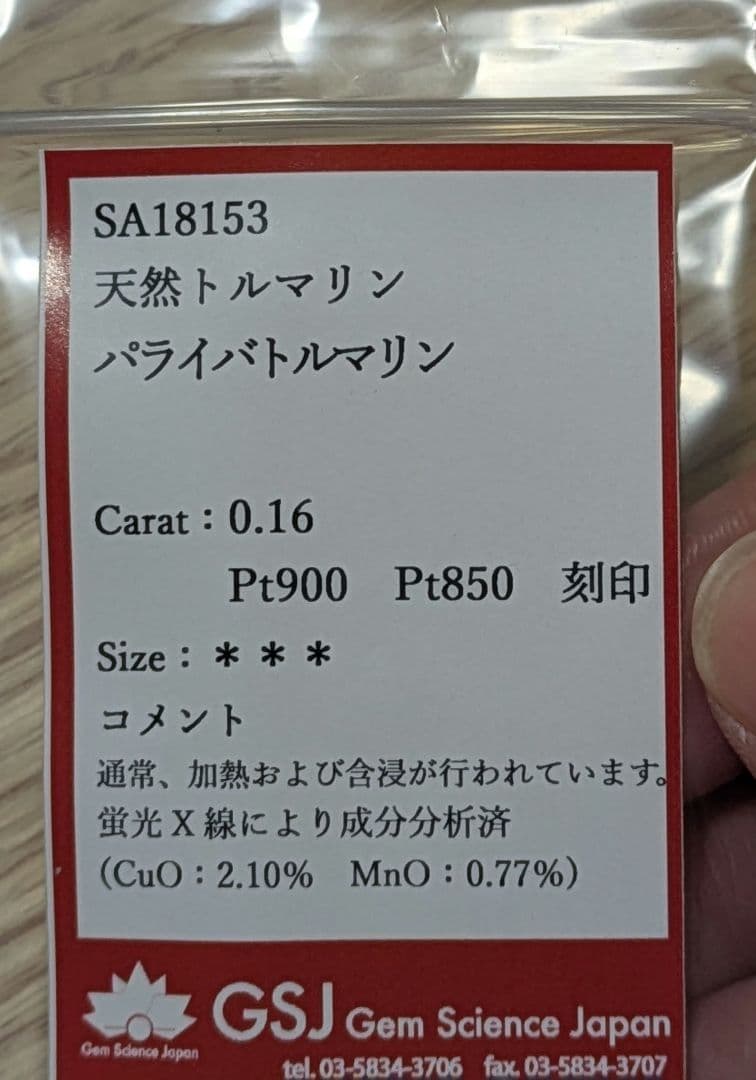 SA18153
天然トルマリン
パライバトルマリン
Carat：0.16
Pt900 Pt850 刻印
Size：＊＊＊
コメント
通常、加熱および含浸が行われています。
蛍光X線により成分分析済
（CuO：2.10% MnO：0.77%）
GSJ Gem Science Japan
Gem Science Japan
tel. 03-5834-3706 fax. 03-5834-3707